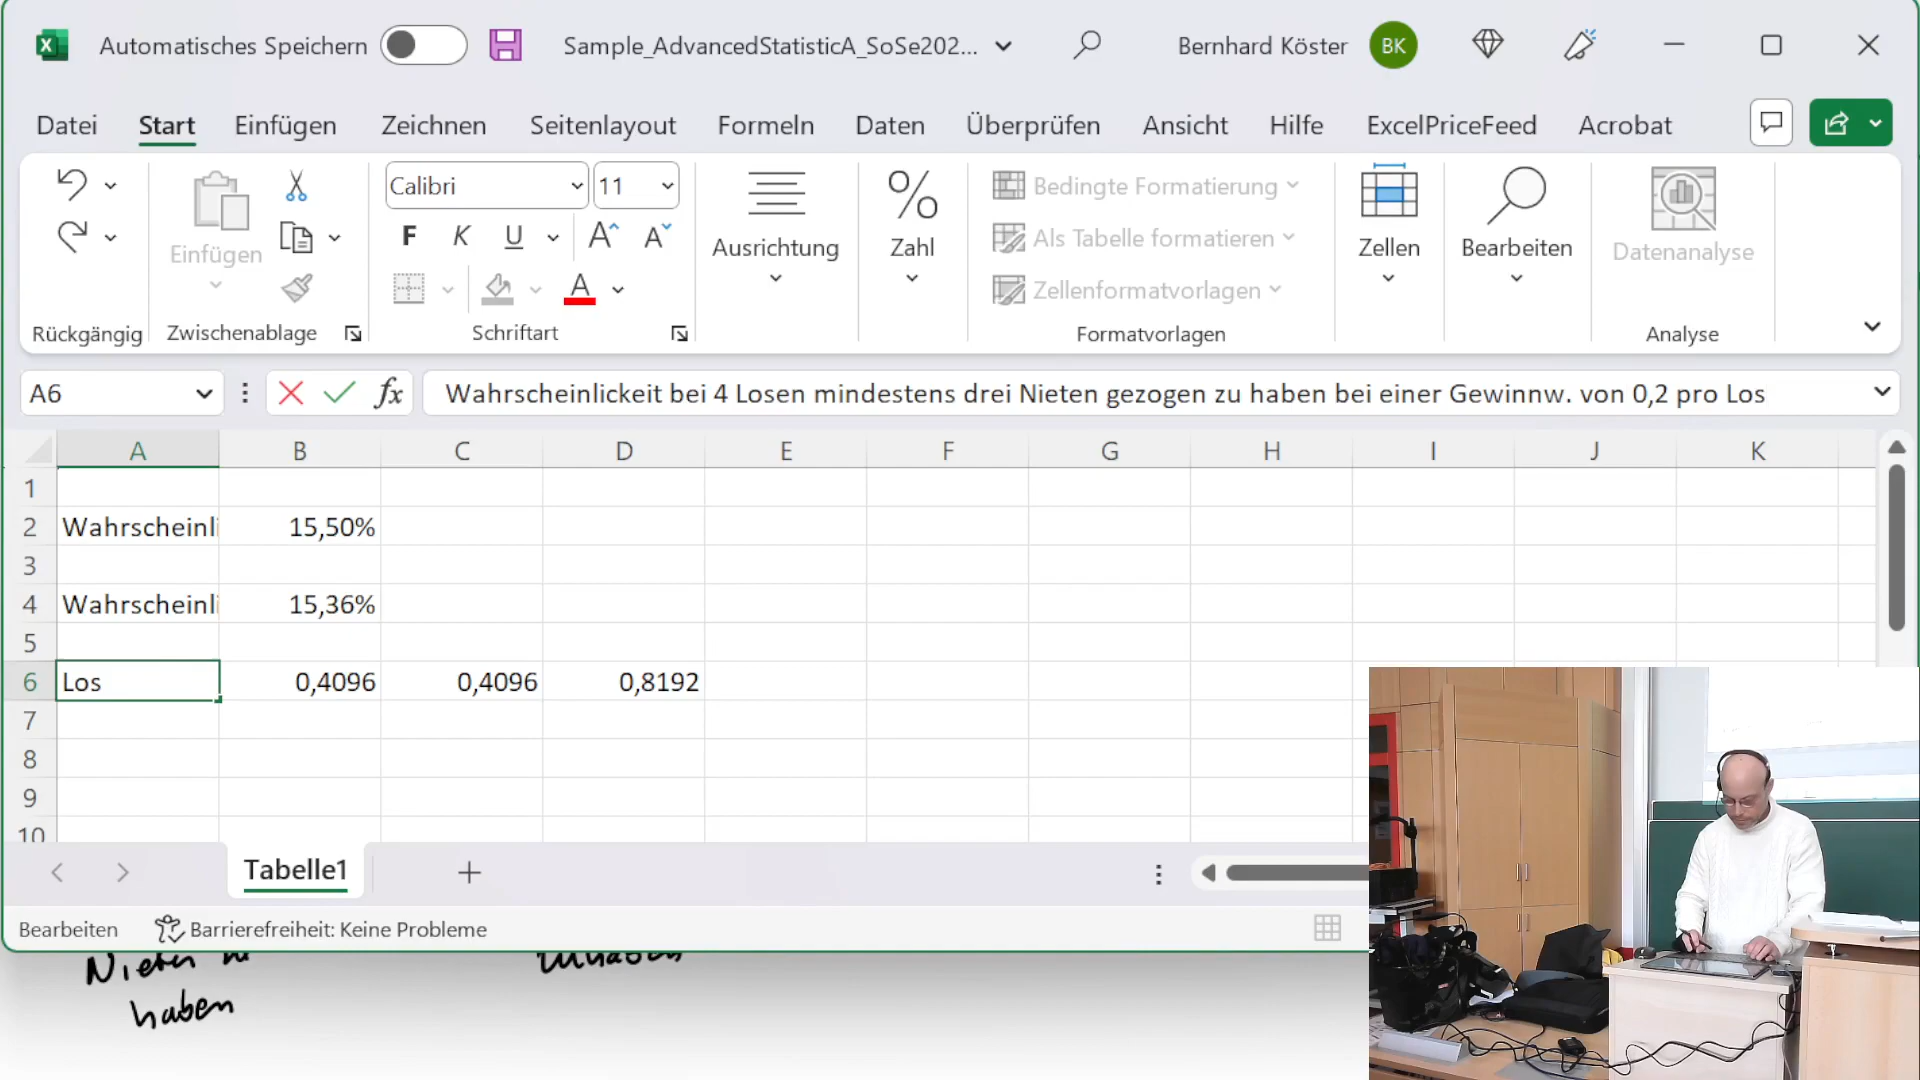 Automatisches Speichern
Sample_AdvancedStatisticA_SoSe202...
Bernhard Köster
BK
Datei Start Einfügen Zeichnen Seitenlayout Formeln Daten Überprüfen Ansicht Hilfe ExcelPriceFeed Acrobat
Calibri
11
Bedingte Formatierung
F K U A A
Als Tabelle formatieren
Einfügen
Ausrichtung
Zahl
Zellen
Bearbeiten
Datenanalyse
A
Zellenformatvorlagen
Rückgängig
Zwischenablage
Schriftart
Formatvorlagen
Analyse
A6
fx
Wahrscheinlickeit bei 4 Losen mindestens drei Nieten gezogen zu haben bei einer Gewinnw. von 0,2 pro Los
A B C D E F G H I J K
1
2 Wahrscheinli 15,50%
3
4 Wahrscheinli 15,36%
5
6 Los 0,4096 0,4096 0,8192
7
8
9
10
Tabelle1
Bearbeiten
Barrierefreiheit: Keine Probleme
Nieten
haben